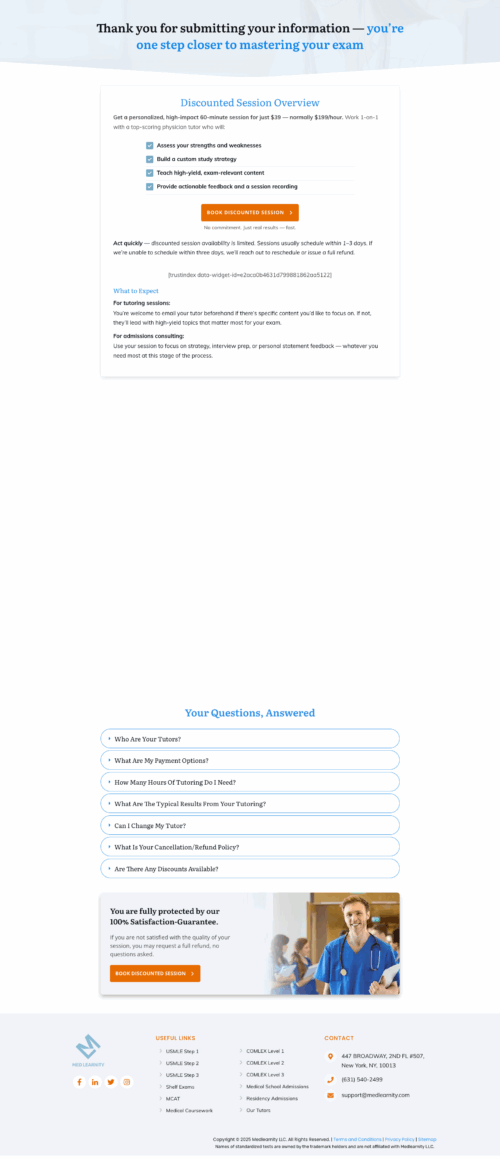 Thank you for submitting your information — you're
one step closer to mastering your exam
Discounted Session Overview
Get a personalized, high-impact 60-minute session for just $39 — normally $199/hour. Work 1-on-1
with a top-scoring physician tutor who will:
Assess your strengths and weaknesses
Build a custom study strategy
Teach high-yield, exam-relevant content
Provide actionable feedback and a session recording
BOOK DISCOUNTED SESSION
No commitment. Just real results — fast.
Act quickly — discounted session availability is limited. Sessions usually schedule within 1–3 days. If
we're unable to schedule within three days, we'll reach out to reschedule or issue a full refund.
What to Expect
For tutoring sessions:
You're welcome to email your tutor beforehand if there's specific content you'd like to focus on. If not,
they'll lead with high-yield topics that matter most for your exam.
For admissions consulting:
Use your session to focus on strategy, interview prep, or personal statement feedback — whatever you
need most at this stage of the process.
Your Questions, Answered
Who Are Your Tutors?
What Are My Payment Options?
How Many Hours Of Tutoring Do I Need?
What Are The Typical Results From Your Tutoring?
Can I Change My Tutor?
What Is Your Cancellation/Refund Policy?
Are There Any Discounts Available?
You are fully protected by our
100% Satisfaction-Guarantee.
If you are not satisfied with the quality of your
session, you may request a full refund, no
questions asked.
BOOK DISCOUNTED SESSION
MED LEARNITY
USEFUL LINKS
USMLE Step 1
USMLE Step 2
USMLE Step 3
Shelf Exams
MCAT
Medical Coursework
COMLEX Level 1
COMLEX Level 2
COMLEX Level 3
Medical School Admissions
Residency Admissions
Our Tutors
CONTACT
447 BROADWAY, 2ND FL #507,
New York, NY, 10013
(631) 540-2499
support@medlearnity.com
Copyright © 2025 Medlearnity LLC. All Rights Reserved. | Terms and Conditions | Privacy Policy | Sitemap
Names of standardized tests are owned by the trademark holders and are not affiliated with Medlearnity LLC.